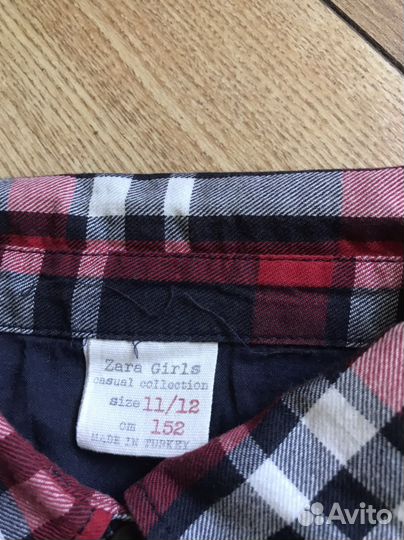 Zara Girls
casual collection
size 11/12
cm 152
MADE IN TURKEY
Avito